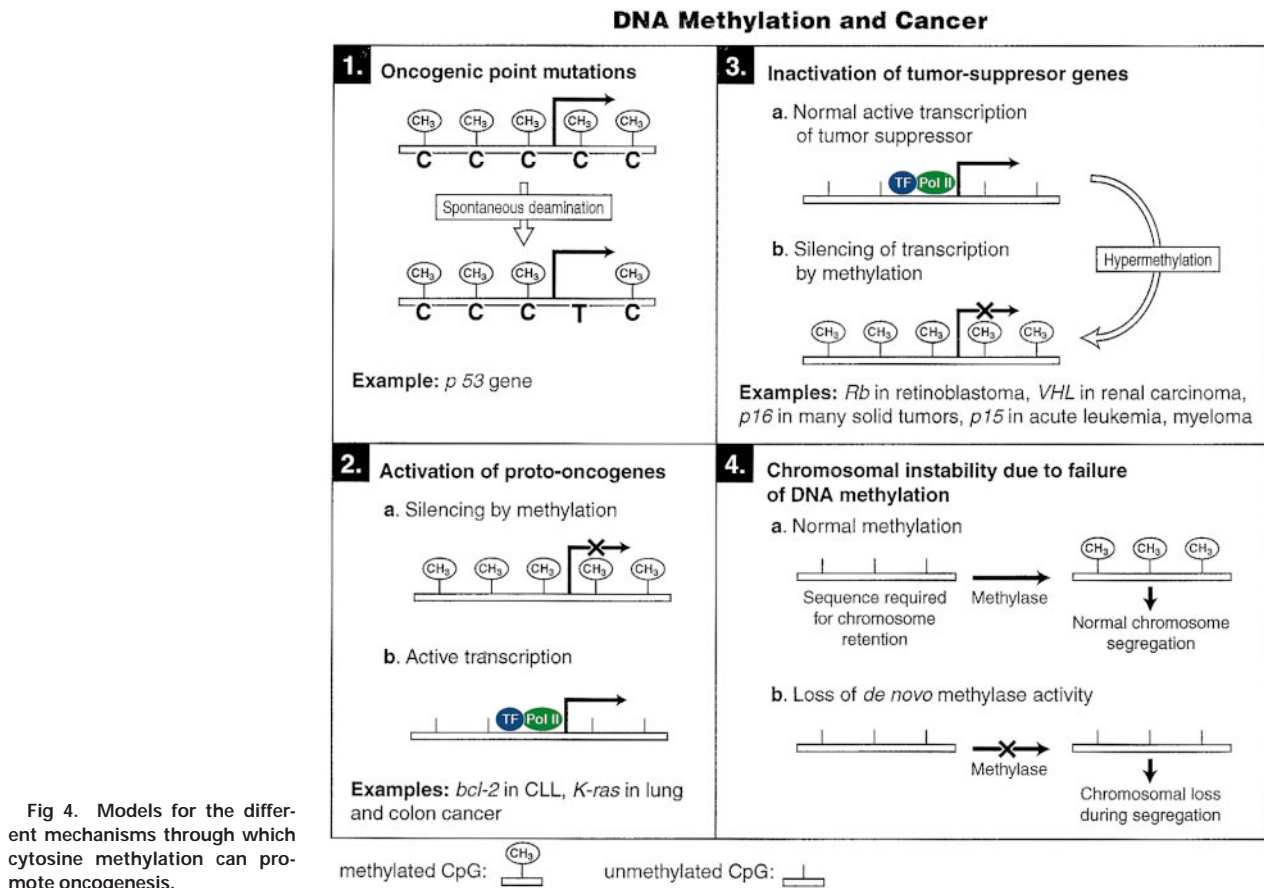 DNA Methylation and Cancer
1. Oncogenic point mutations
CH₃ CH₃ CH₃ CH₃ CH₃
C C C C C
Spontaneous deamination
CH₃ CH₃ CH₃ CH₃
C C C T C
Example: p 53 gene
2. Activation of proto-oncogenes
a. Silencing by methylation
CH₃ CH₃ CH₃ CH₃ CH₃
b. Active transcription
TF Pol II
Examples: bcl-2 in CLL, K-ras in lung
and colon cancer
3. Inactivation of tumor-suppresor genes
a. Normal active transcription
of tumor suppressor
TF Pol II
Hypermethylation
b. Silencing of transcription
by methylation
CH₃ CH₃ CH₃ CH₃ CH₃
Examples: Rb in retinoblastoma, VHL in renal carcinoma,
p16 in many solid tumors, p15 in acute leukemia, myeloma
4. Chromosomal instability due to failure
of DNA methylation
a. Normal methylation
CH₃ CH₃ CH₃
Sequence required
for chromosome
retention
Methylase
Normal chromosome
segregation
b. Loss of de novo methylase activity
Methylase
Chromosomal loss
during segregation
methylated CpG: CH₃
unmethylated CpG:
Fig 4. Models for the differ-
ent mechanisms through which
cytosine methylation can pro-
mote oncogenesis.